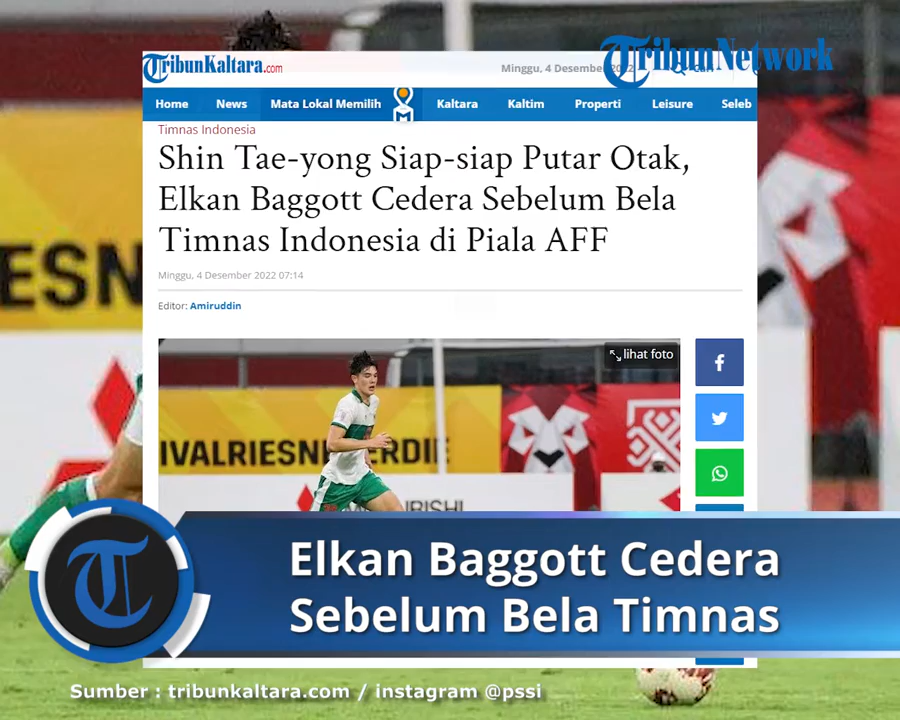 TribunKaltara.com
Minggu, 4 Desember 2022
TribunNetwork
Home News Mata Lokal Memilih Kaltara Kaltim Properti Leisure Seleb
Timnas Indonesia
Shin Tae-yong Siap-siap Putar Otak,
Elkan Baggott Cedera Sebelum Bela
Timnas Indonesia di Piala AFF
Minggu, 4 Desember 2022 07:14
Editor: Amiruddin
lihat foto
IVALRIESN
ERDIE
ESN
Elkan Baggott Cedera
Sebelum Bela Timnas
Sumber : tribunkaltara.com / instagram @pssi